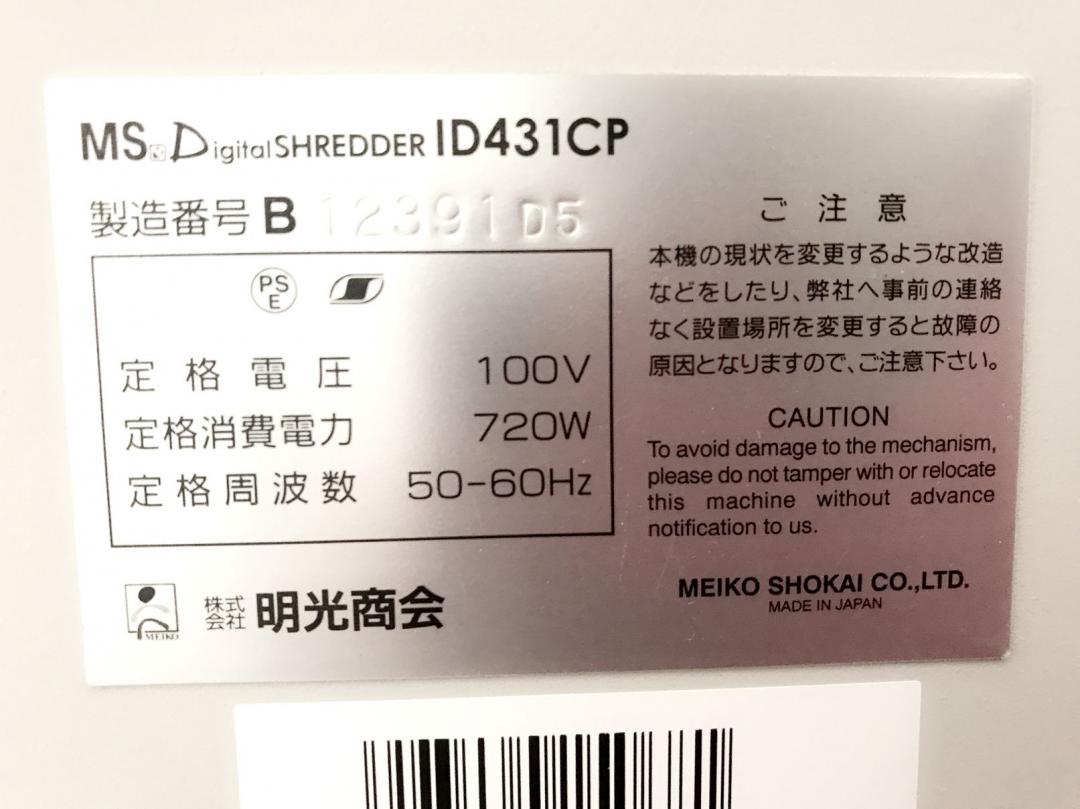 MS Digital SHREDDER ID431CP
製造番号 B 12391D5
PS
E
定格電圧 100V
定格消費電力 720W
定格周波数 50-60Hz
MEIKO
株式会社 明光商会
ご注意
本機の現状を変更するような改造
などをしたり、弊社へ事前の連絡
なく設置場所を変更すると故障の
原因となりますので、ご注意下さい。
CAUTION
To avoid damage to the mechanism,
please do not tamper with or relocate
this machine without advance
notification to us.
MEIKO SHOKAI CO.,LTD.
MADE IN JAPAN